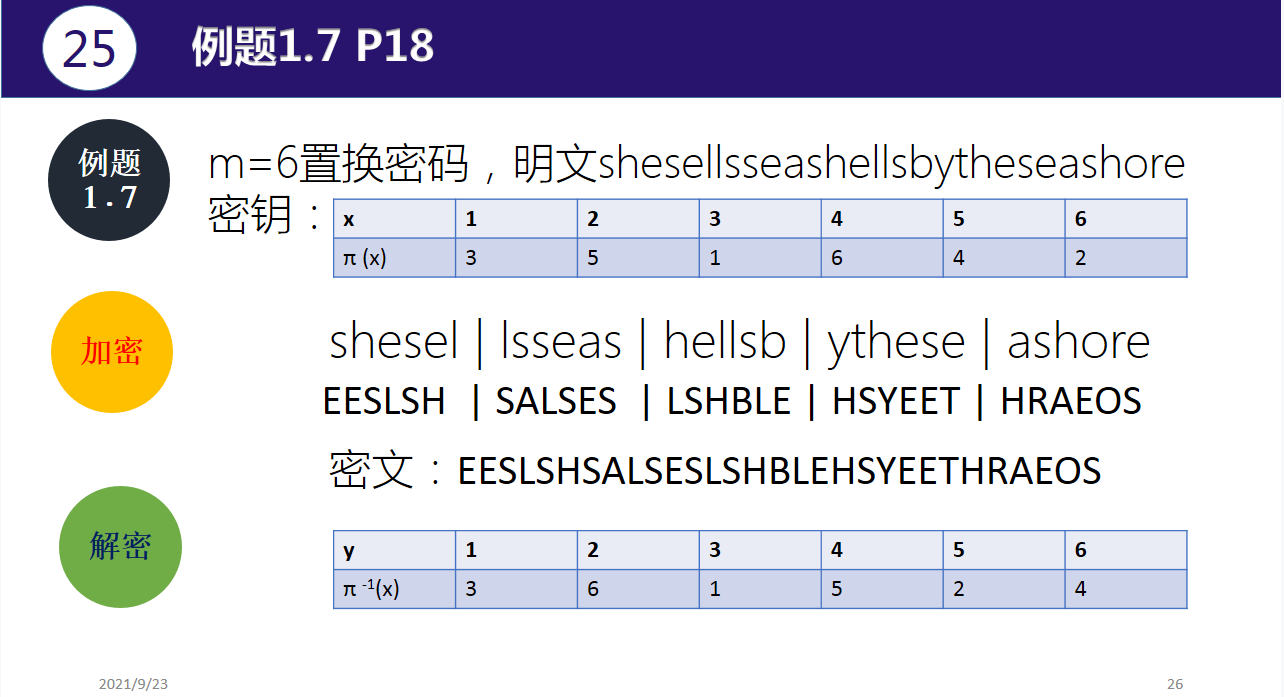 25
例题1.7 P18
例题
1.7
m=6置换密码，明文shesellsseashellsbytheseashore
密钥：
x 1 2 3 4 5 6
π (x) 3 5 1 6 4 2
加密
shesel | lsseas | hellsb | ythese | ashore
EESLSH | SALSES | LSHBLE | HSYEET | HRAEOS
密文：EESLSHSALSESLSHBLEHSYEETHRAEOS
解密
y 1 2 3 4 5 6
π ⁻¹(x) 3 6 1 5 2 4
2021/9/23
26